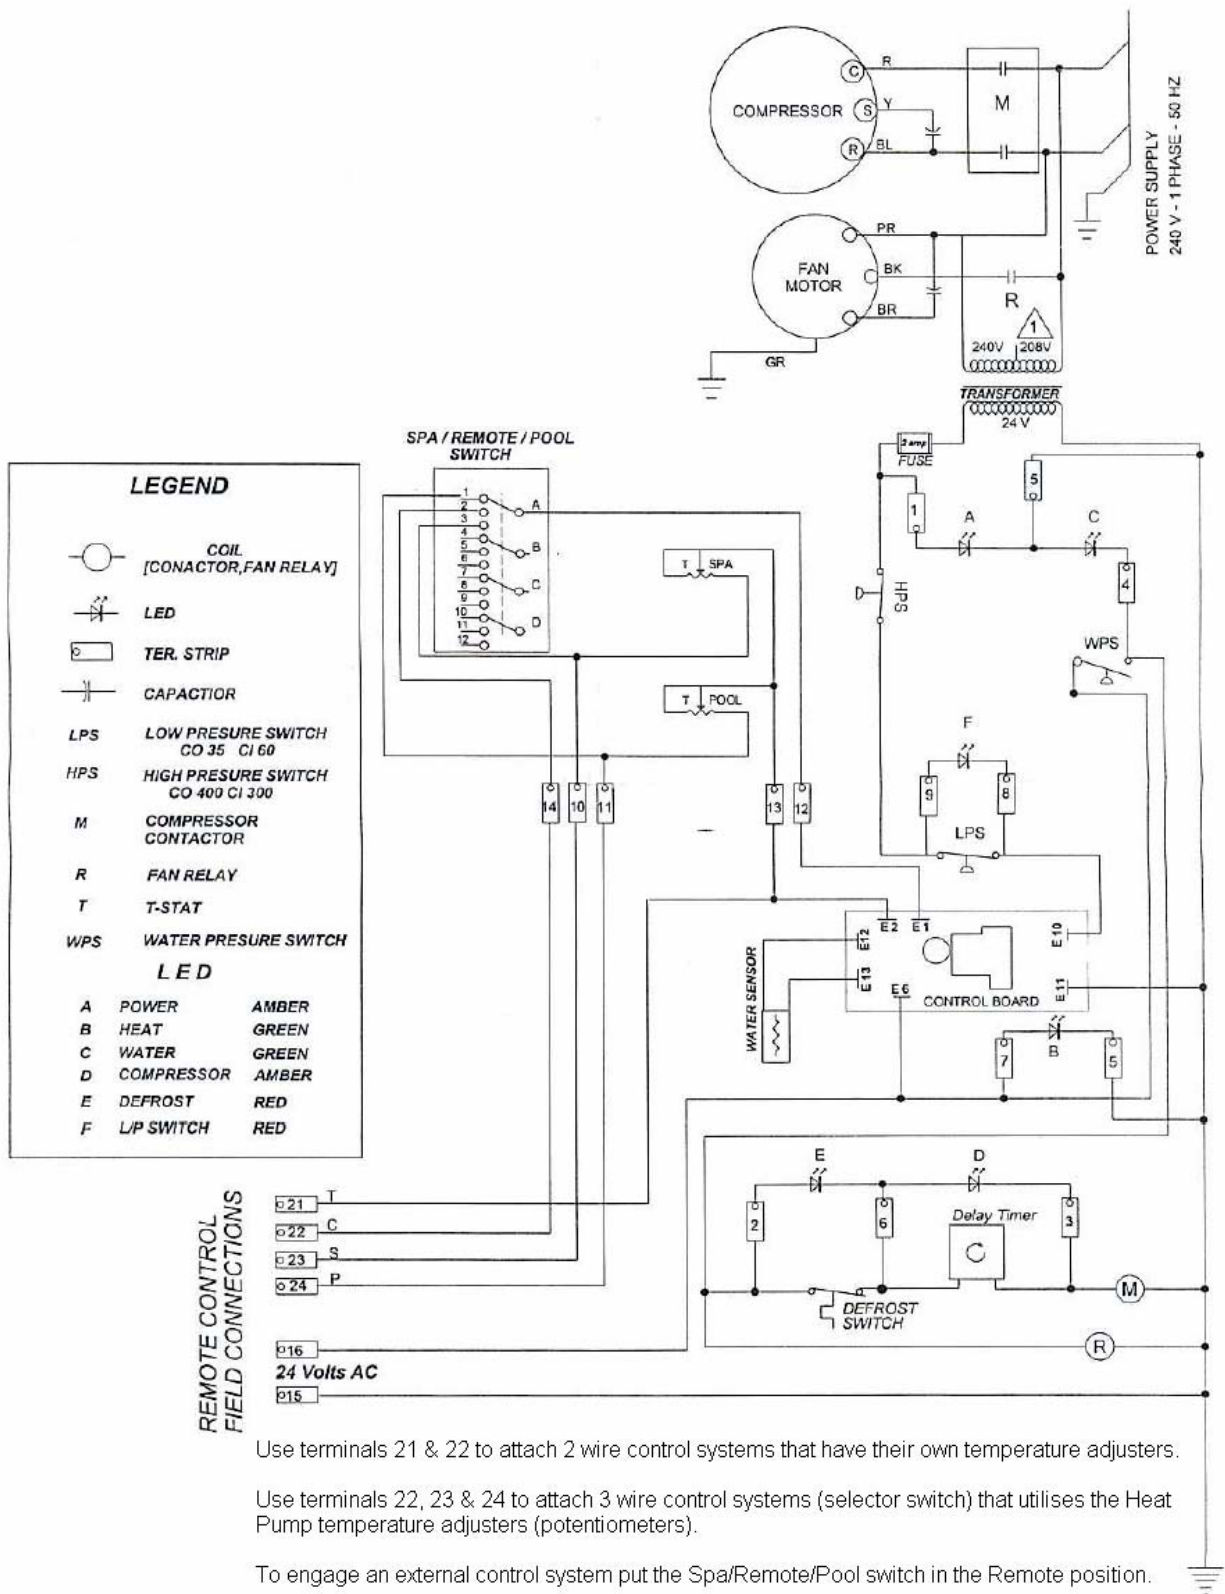 C
R
COMPRESSOR
S
Y
M
R
BL
POWER SUPPLY
240 V - 1 PHASE - 50 HZ
PR
FAN
MOTOR
BK
R
BR
GR
1
240V
208V
TRANSFORMER
24 V
2 amp
FUSE
SPA / REMOTE / POOL
SWITCH
1
2
3
4
5
6
7
8
9
10
11
12
A
B
C
D
T
SPA
T
POOL
5
1
A
C
4
HPS
WPS
F
9
8
LPS
14
10
11
13
12
LEGEND
COIL
[CONACTOR,FAN RELAY]
LED
TER. STRIP
CAPACTIOR
LPS
LOW PRESURE SWITCH
CO 35 CI 60
HPS
HIGH PRESURE SWITCH
CO 400 CI 300
M
COMPRESSOR
CONTACTOR
R
FAN RELAY
T
T-STAT
WPS
WATER PRESURE SWITCH
LED
A POWER AMBER
B HEAT GREEN
C WATER GREEN
D COMPRESSOR AMBER
E DEFROST RED
F L/P SWITCH RED
E2
E1
E12
E10
E13
E6
E11
CONTROL BOARD
WATER SENSOR
B
7
5
E
D
2
6
Delay Timer
3
DEFROST
SWITCH
M
R
REMOTE CONTROL
FIELD CONNECTIONS
21
T
22
C
23
S
24
P
16
24 Volts AC
15
Use terminals 21 & 22 to attach 2 wire control systems that have their own temperature adjusters.
Use terminals 22, 23 & 24 to attach 3 wire control systems (selector switch) that utilises the Heat
Pump temperature adjusters (potentiometers).
To engage an external control system put the Spa/Remote/Pool switch in the Remote position.